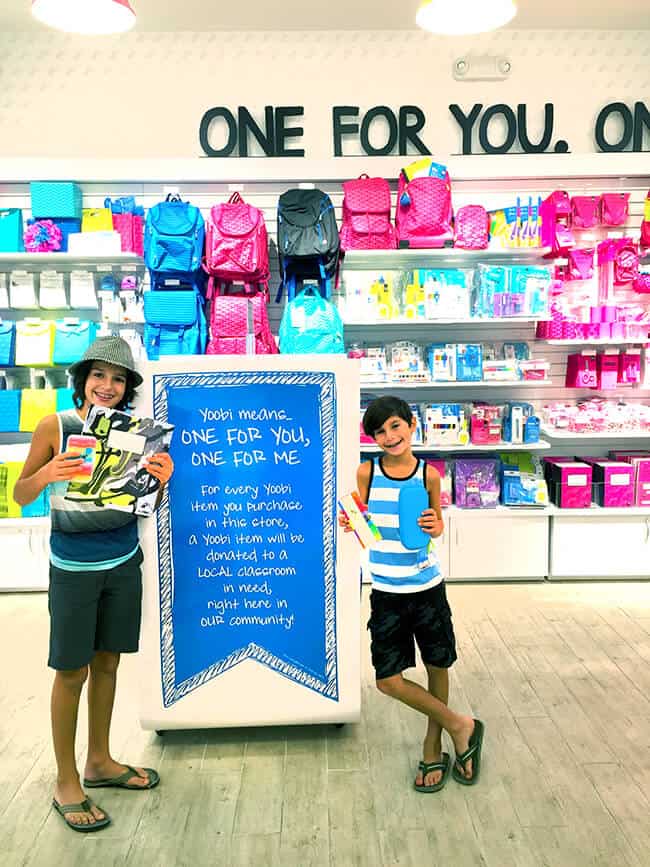 ONE FOR YOU. ON
Yoobi means...
ONE FOR YOU,
ONE FOR ME
For every Yoobi
item you purchase
in this store,
a Yoobi item will be
donated to a
LOCAL classroom
in need,
right here in
OUR community!